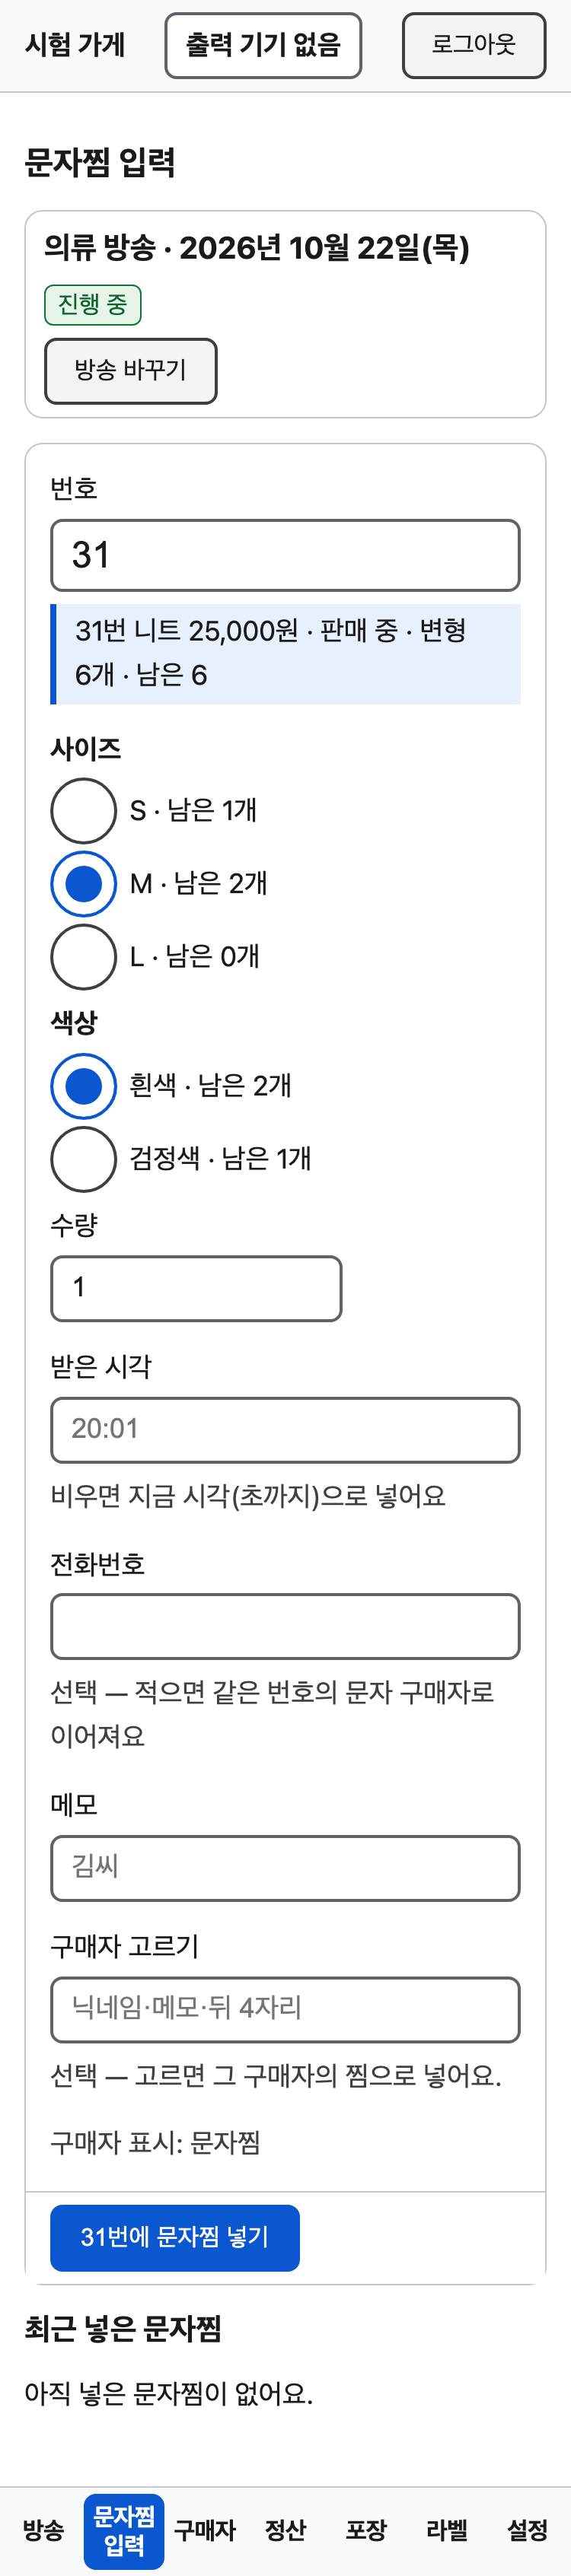 시험 가게
출력 기기 없음
로그아웃
문자찜 입력
의류 방송 · 2026년 10월 22일(목)
진행 중
방송 바꾸기
번호
31
31번 니트 25,000원 · 판매 중 · 변형
6개 · 남은 6
사이즈
S · 남은 1개
M · 남은 2개
L · 남은 0개
색상
흰색 · 남은 2개
검정색 · 남은 1개
수량
1
받은 시각
20:01
비우면 지금 시각(초까지)으로 넣어요
전화번호
선택 — 적으면 같은 번호의 문자 구매자로
이어져요
메모
김씨
구매자 고르기
닉네임·메모·뒤 4자리
선택 — 고르면 그 구매자의 찜으로 넣어요.
구매자 표시: 문자찜
31번에 문자찜 넣기
최근 넣은 문자찜
아직 넣은 문자찜이 없어요.
방송
문자찜
입력
구매자
정산
포장
라벨
설정